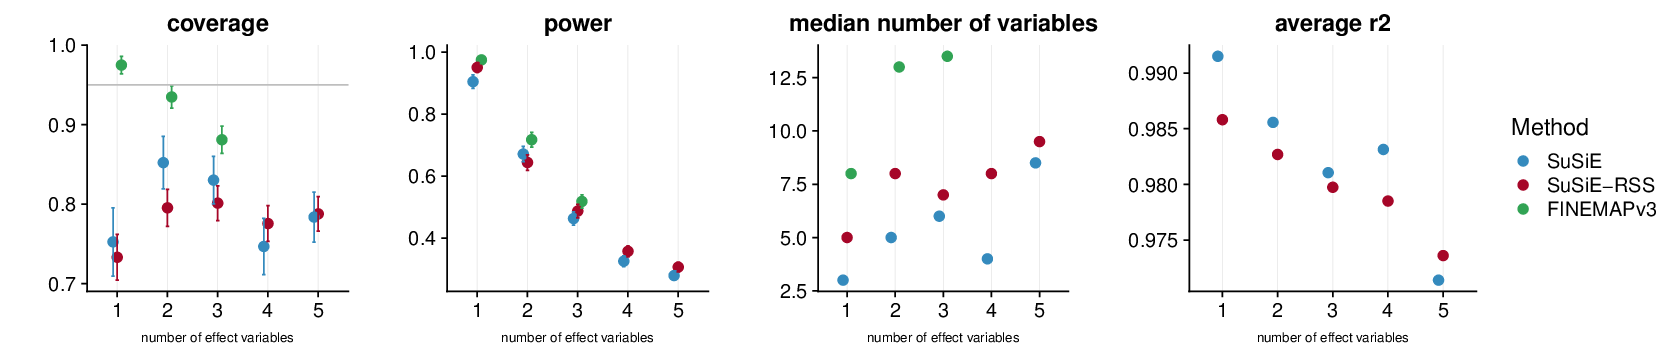 coverage
1.0
0.9
0.8
0.7
1 2 3 4 5
number of effect variables
power
1.0
0.8
0.6
0.4
1 2 3 4 5
number of effect variables
median number of variables
12.5
10.0
7.5
5.0
2.5
1 2 3 4 5
number of effect variables
average r2
0.990
0.985
0.980
0.975
1 2 3 4 5
number of effect variables
Method
SuSiE
SuSiE−RSS
FINEMAPv3